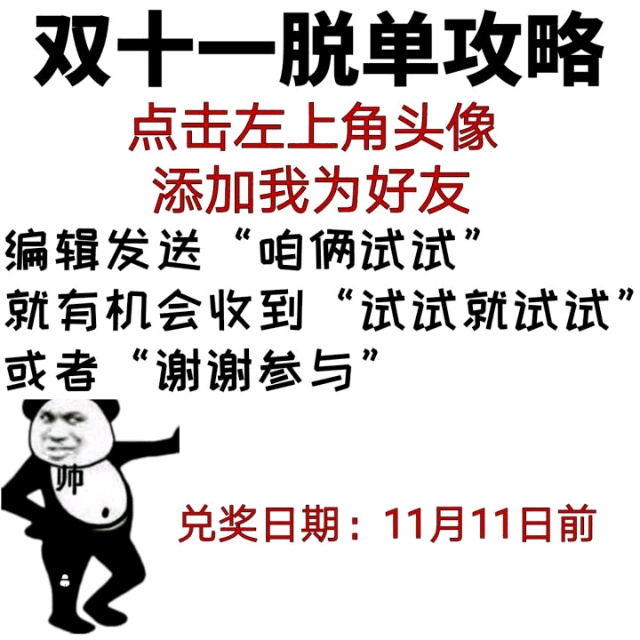 双十一脱单攻略
点击左上角头像
添加我为好友
编辑发送“咱俩试试”
就有机会收到“试试就试试”
或者“谢谢参与”
帅
兑奖日期：11月11日前